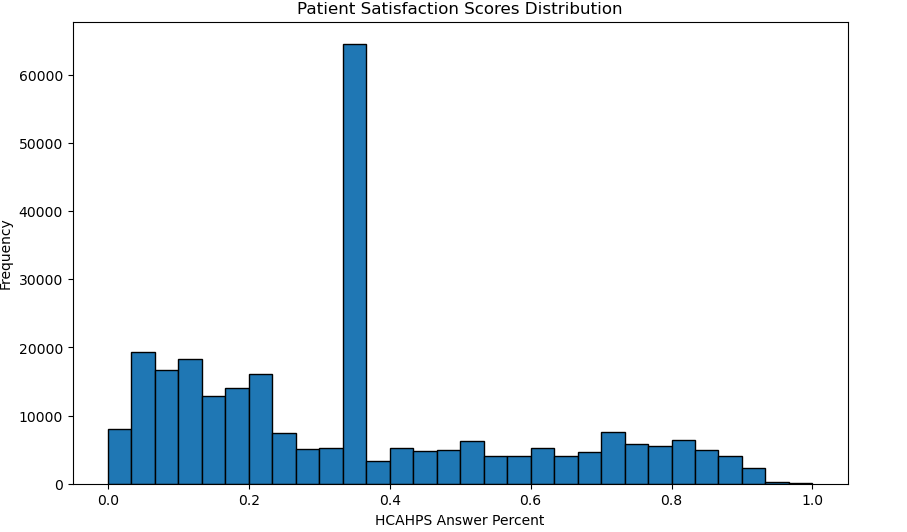 Patient Satisfaction Scores Distribution
Frequency
60000
50000
40000
30000
20000
10000
0
0.0 0.2 0.4 0.6 0.8 1.0
HCAHPS Answer Percent